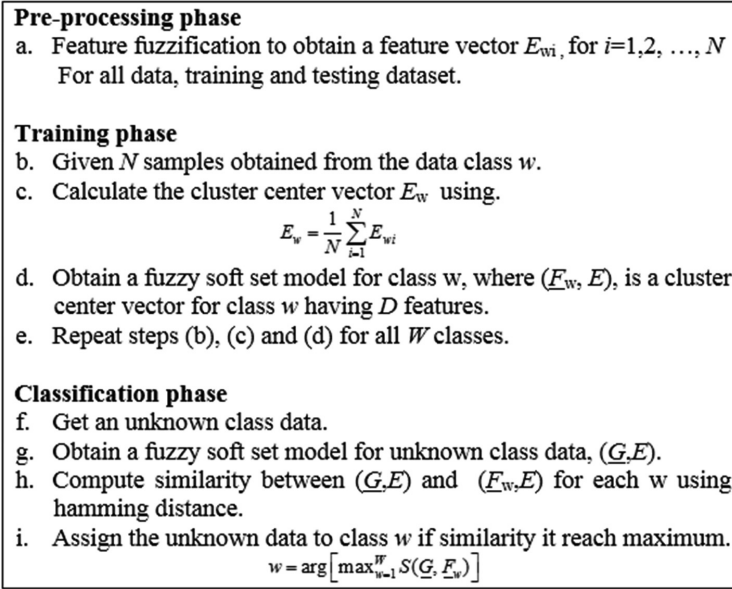 Pre-processing phase
a. Feature fuzzification to obtain a feature vector E_wi, for i=1,2, …, N
For all data, training and testing dataset.
Training phase
b. Given N samples obtained from the data class w.
c. Calculate the cluster center vector E_w using.
E_w = 1/N ∑_{i=1}^{N} E_wi
d. Obtain a fuzzy soft set model for class w, where (F_w, E), is a cluster
center vector for class w having D features.
e. Repeat steps (b), (c) and (d) for all W classes.
Classification phase
f. Get an unknown class data.
g. Obtain a fuzzy soft set model for unknown class data, (G,E).
h. Compute similarity between (G,E) and (F_w,E) for each w using
hamming distance.
i. Assign the unknown data to class w if similarity it reach maximum.
w = arg[max_{w=1}^{W} S(G, F_w)]